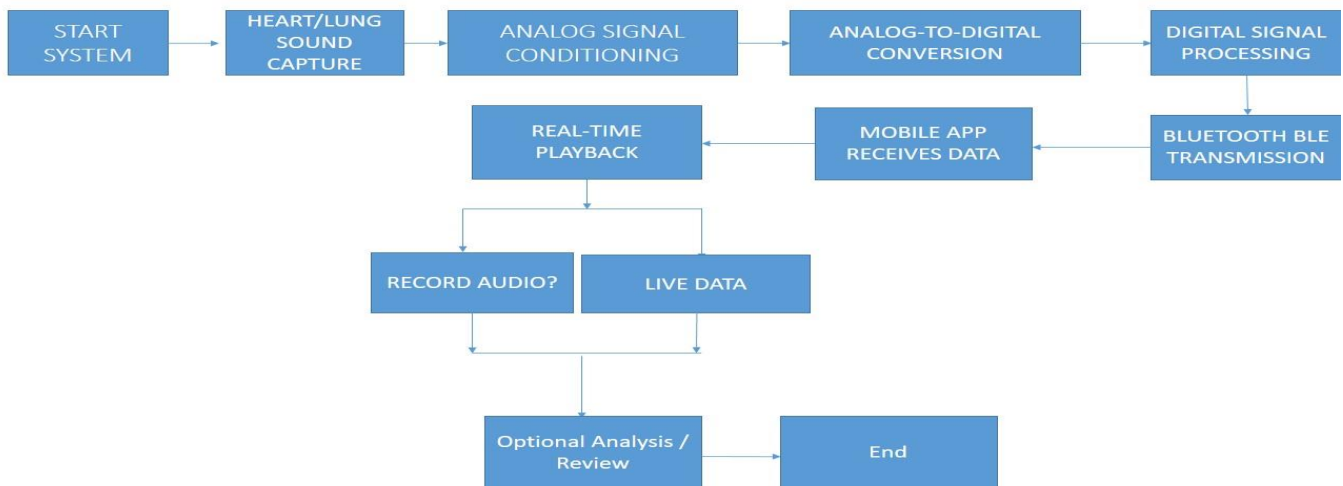 START
SYSTEM
HEART/LUNG
SOUND
CAPTURE
ANALOG SIGNAL
CONDITIONING
ANALOG-TO-DIGITAL
CONVERSION
DIGITAL SIGNAL
PROCESSING
BLUETOOTH BLE
TRANSMISSION
MOBILE APP
RECEIVES DATA
REAL-TIME
PLAYBACK
RECORD AUDIO?
LIVE DATA
Optional Analysis /
Review
End